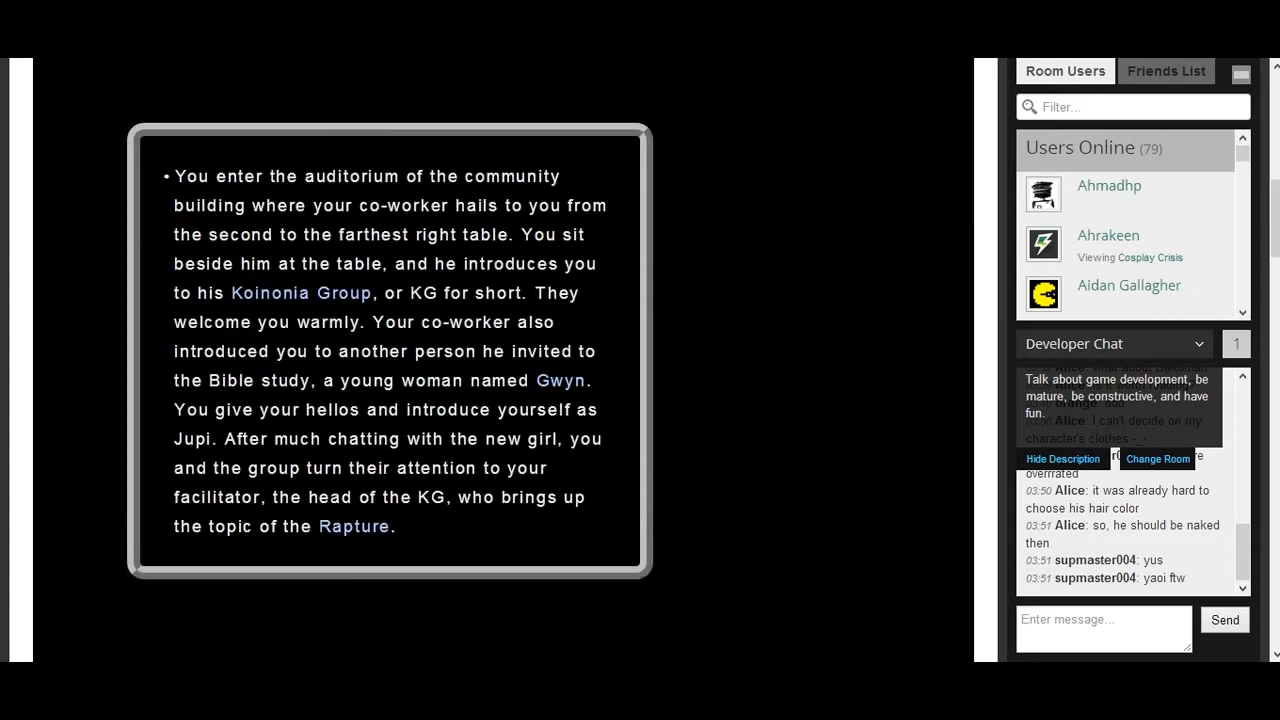 • You enter the auditorium of the community
building where your co-worker hails to you from
the second to the farthest right table. You sit
beside him at the table, and he introduces you
to his Koinonia Group, or KG for short. They
welcome you warmly. Your co-worker also
introduced you to another person he invited to
the Bible study, a young woman named Gwyn.
You give your hellos and introduce yourself as
Jupi. After much chatting with the new girl, you
and the group turn their attention to your
facilitator, the head of the KG, who brings up
the topic of the Rapture.
Room Users
Friends List
Filter...
Users Online (79)
Ahmadhp
Ahrakeen
Viewing Cosplay Crisis
Aidan Gallagher
Developer Chat
1
Talk about game development, be
mature, be constructive, and have
fun.
Alice: I can't decide on my
character's clothes -_-
Hide Description
Change Room
overrrated
03:50 Alice: it was already hard to
choose his hair color
03:51 Alice: so, he should be naked
then
03:51 supmaster004: yus
03:51 supmaster004: yaoi ftw
Enter message...
Send